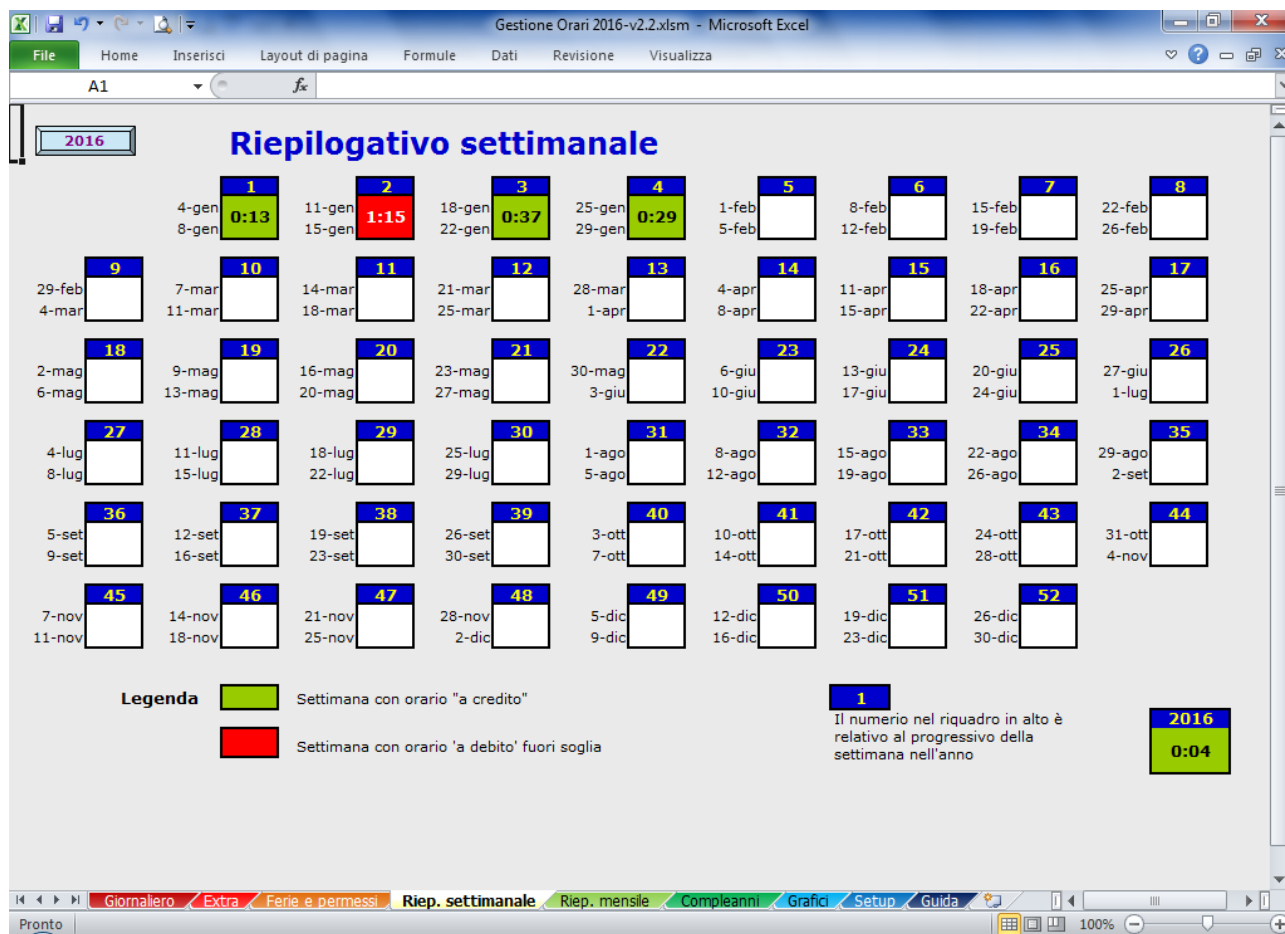 Gestione Orari 2016-v2.2.xlsm - Microsoft Excel
File Home Inserisci Layout di pagina Formule Dati Revisione Visualizza
A1 fx
2016 Riepilogativo settimanale
1 2 3 4 5 6 7 8
4-gen 0:13 11-gen 1:15 18-gen 0:37 25-gen 0:29 1-feb 8-feb 15-feb 22-feb
8-gen 15-gen 22-gen 29-gen 5-feb 12-feb 19-feb 26-feb
9 10 11 12 13 14 15 16 17
29-feb 7-mar 14-mar 21-mar 28-mar 4-apr 11-apr 18-apr 25-apr
4-mar 11-mar 18-mar 25-mar 1-apr 8-apr 15-apr 22-apr 29-apr
18 19 20 21 22 23 24 25 26
2-mag 9-mag 16-mag 23-mag 30-mag 6-giu 13-giu 20-giu 27-giu
6-mag 13-mag 20-mag 27-mag 3-giu 10-giu 17-giu 24-giu 1-lug
27 28 29 30 31 32 33 34 35
4-lug 11-lug 18-lug 25-lug 1-ago 8-ago 15-ago 22-ago 29-ago
8-lug 15-lug 22-lug 29-lug 5-ago 12-ago 19-ago 26-ago 2-set
36 37 38 39 40 41 42 43 44
5-set 12-set 19-set 26-set 3-ott 10-ott 17-ott 24-ott 31-ott
9-set 16-set 23-set 30-set 7-ott 14-ott 21-ott 28-ott 4-nov
45 46 47 48 49 50 51 52
7-nov 14-nov 21-nov 28-nov 5-dic 12-dic 19-dic 26-dic
11-nov 18-nov 25-nov 2-dic 9-dic 16-dic 23-dic 30-dic
Legenda Settimana con orario "a credito"
Settimana con orario 'a debito' fuori soglia
1
Il numerio nel riquadro in alto è
relativo al progressivo della
settimana nell'anno
2016
0:04
Giornaliero Extra Ferie e permessi Riep. settimanale Riep. mensile Compleanni Grafici Setup Guida
Pronto 100%